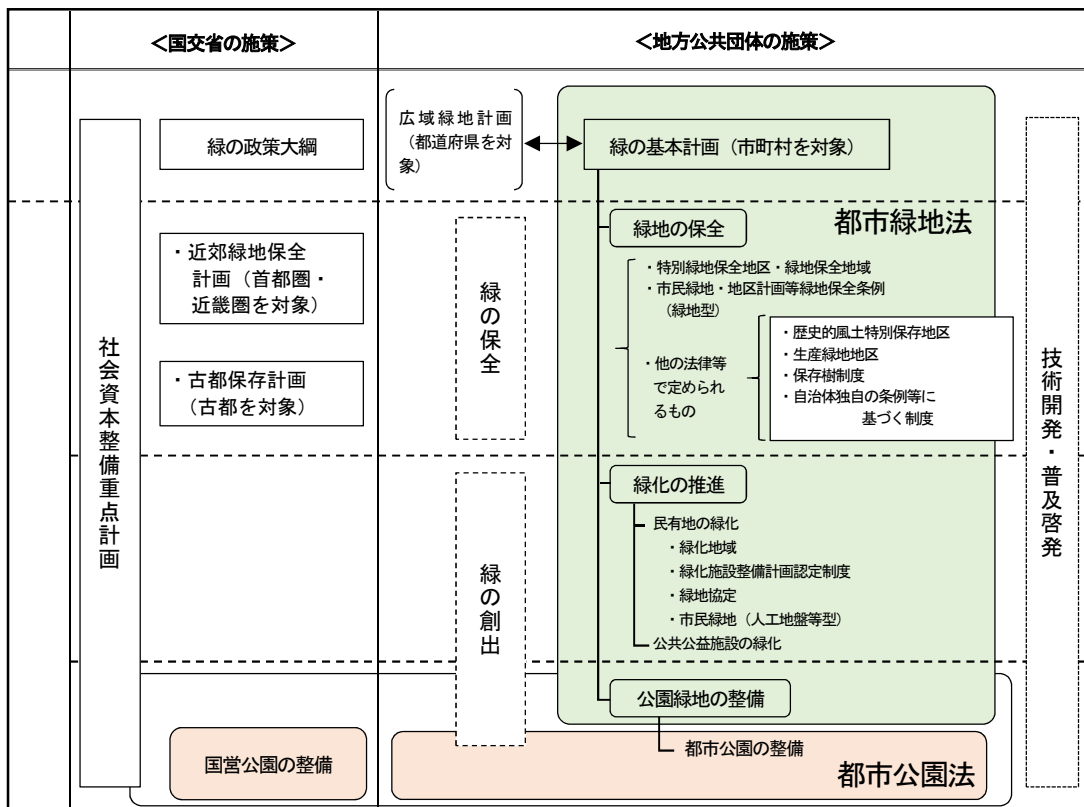 <国交省の施策>
<地方公共団体の施策>
社会資本整備重点計画
緑の政策大綱
・近郊緑地保全
計画(首都圏・
近畿圏を対象)
・古都保存計画
(古都を対象)
国営公園の整備
広域緑地計画
(都道府県を対
象)
緑の保全
緑の創出
緑の基本計画(市町村を対象)
都市緑地法
緑地の保全
・特別緑地保全地区・緑地保全地域
・市民緑地・地区計画等緑地保全条例
(緑地型)
・他の法律等
で定められ
るもの
・歴史的風土特別保存地区
・生産緑地地区
・保存樹制度
・自治体独自の条例等に
基づく制度
緑化の推進
民有地の緑化
・緑化地域
・緑化施設整備計画認定制度
・緑地協定
・市民緑地(人工地盤等型)
公共公益施設の緑化
公園緑地の整備
都市公園の整備
都市公園法
技術開発・普及啓発